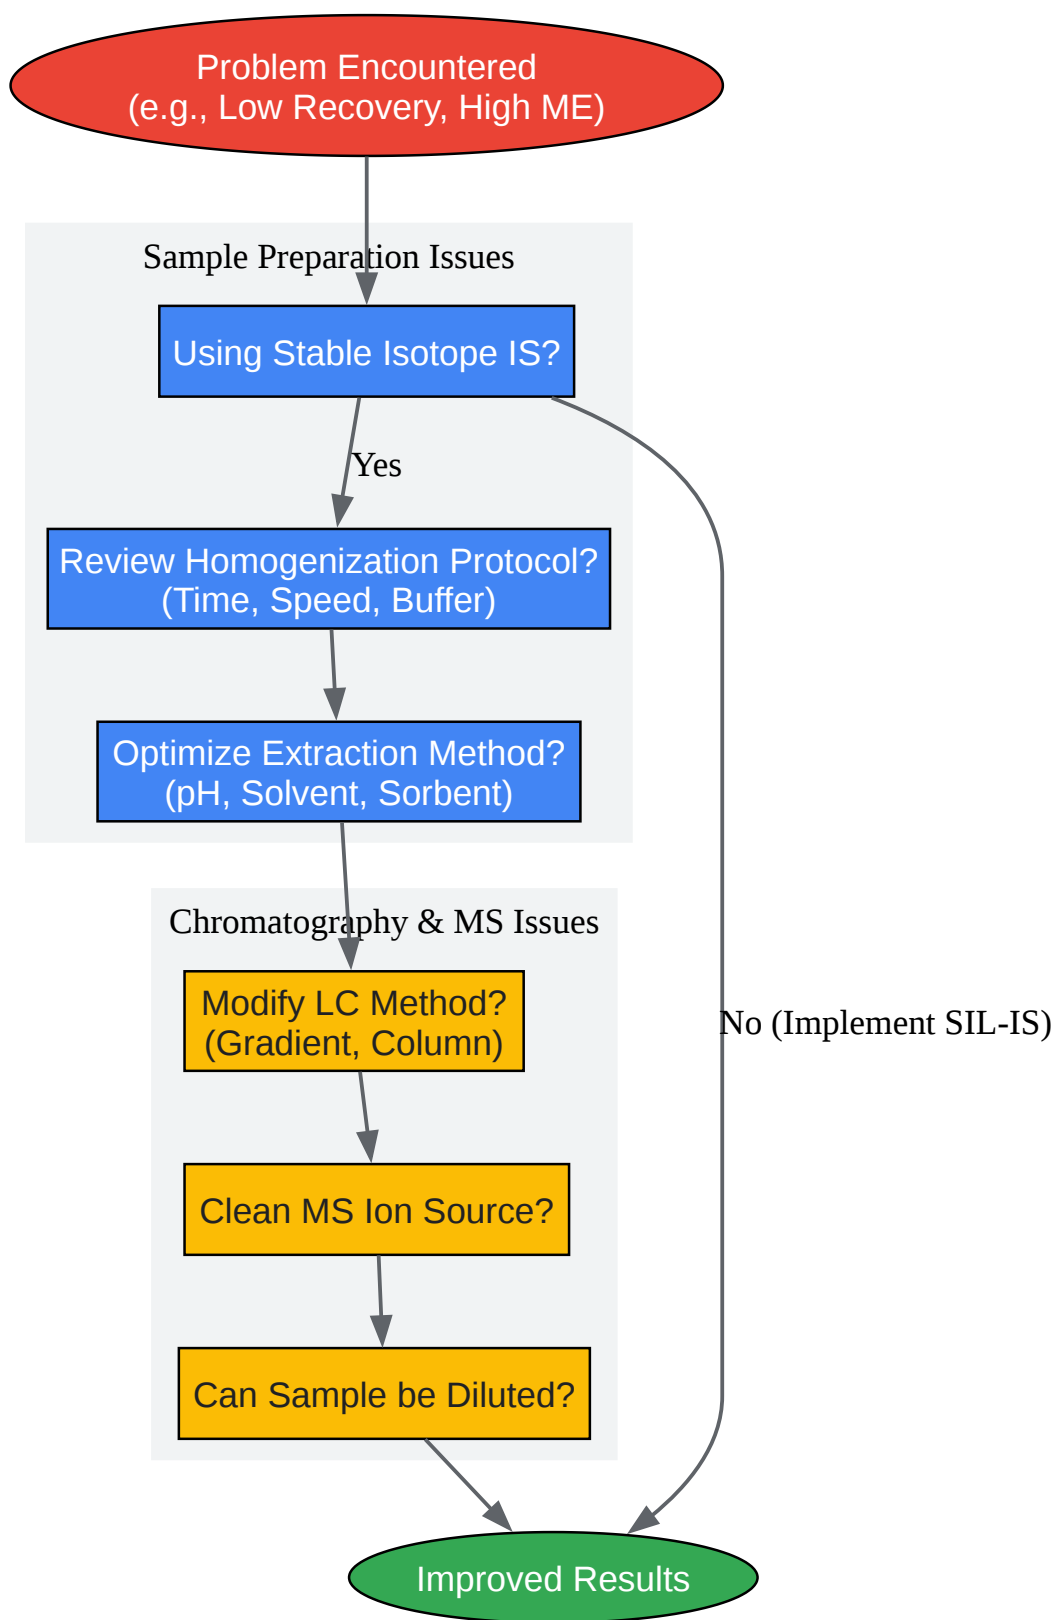 Problem Encountered
(e.g., Low Recovery, High ME)
Sample Preparation Issues
Using Stable Isotope IS?
Yes
Review Homogenization Protocol?
(Time, Speed, Buffer)
Optimize Extraction Method?
(pH, Solvent, Sorbent)
Chromatography & MS Issues
Modify LC Method?
(Gradient, Column)
No (Implement SIL-IS)
Clean MS Ion Source?
Can Sample be Diluted?
Improved Results